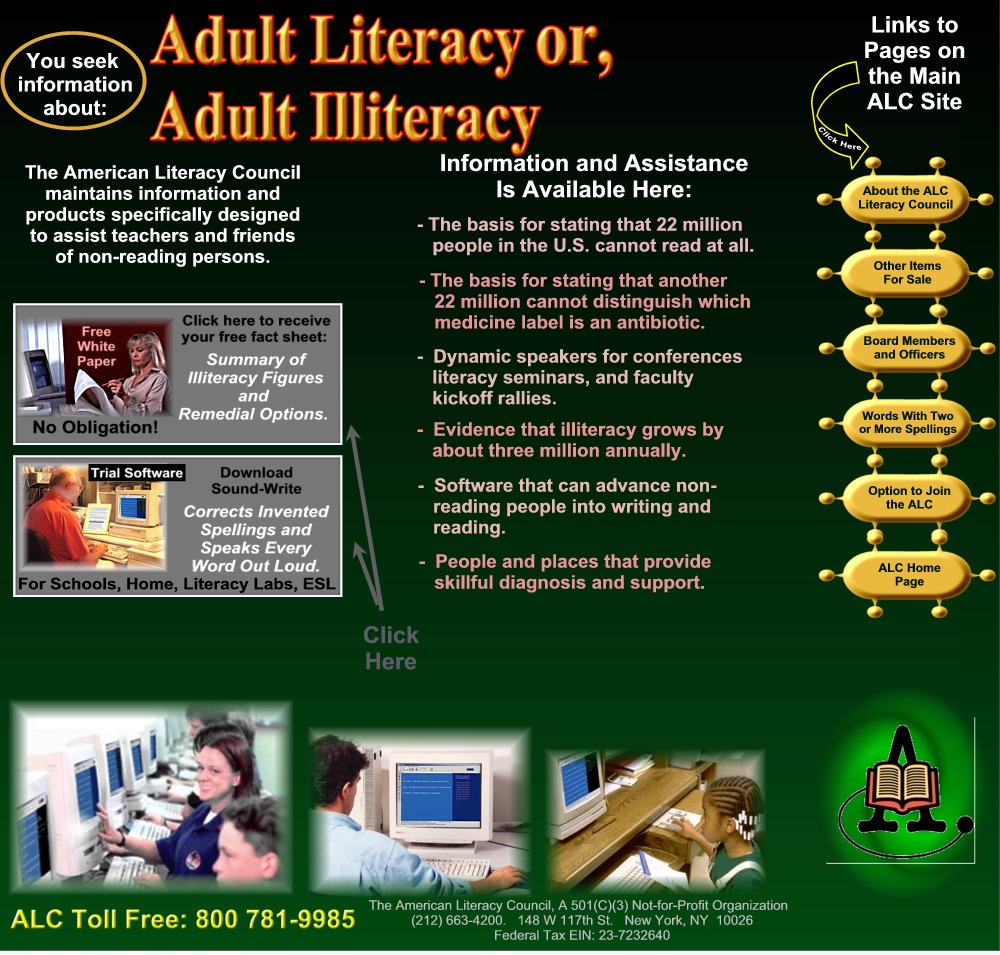 You seek
information
about:
Adult Literacy or,
Adult Illiteracy
Links to
Pages on
the Main
ALC Site
Click Here
The American Literacy Council
maintains information and
products specifically designed
to assist teachers and friends
of non-reading persons.
Free
White
Paper
Click here to receive
your free fact sheet:
Summary of
Illiteracy Figures
and
Remedial Options.
No Obligation!
Trial Software
Download
Sound-Write
Corrects Invented
Spellings and
Speaks Every
Word Out Loud.
For Schools, Home, Literacy Labs, ESL
Click
Here
Information and Assistance
Is Available Here:
- The basis for stating that 22 million
people in the U.S. cannot read at all.
- The basis for stating that another
22 million cannot distinguish which
medicine label is an antibiotic.
- Dynamic speakers for conferences
literacy seminars, and faculty
kickoff rallies.
- Evidence that illiteracy grows by
about three million annually.
- Software that can advance non-
reading people into writing and
reading.
- People and places that provide
skillful diagnosis and support.
About the ALC
Literacy Council
Other Items
For Sale
Board Members
and Officers
Words With Two
or More Spellings
Option to Join
the ALC
ALC Home
Page
ALC Toll Free: 800 781-9985
The American Literacy Council, A 501(C)(3) Not-for-Profit Organization
(212) 663-4200. 148 W 117th St. New York, NY 10026
Federal Tax EIN: 23-7232640